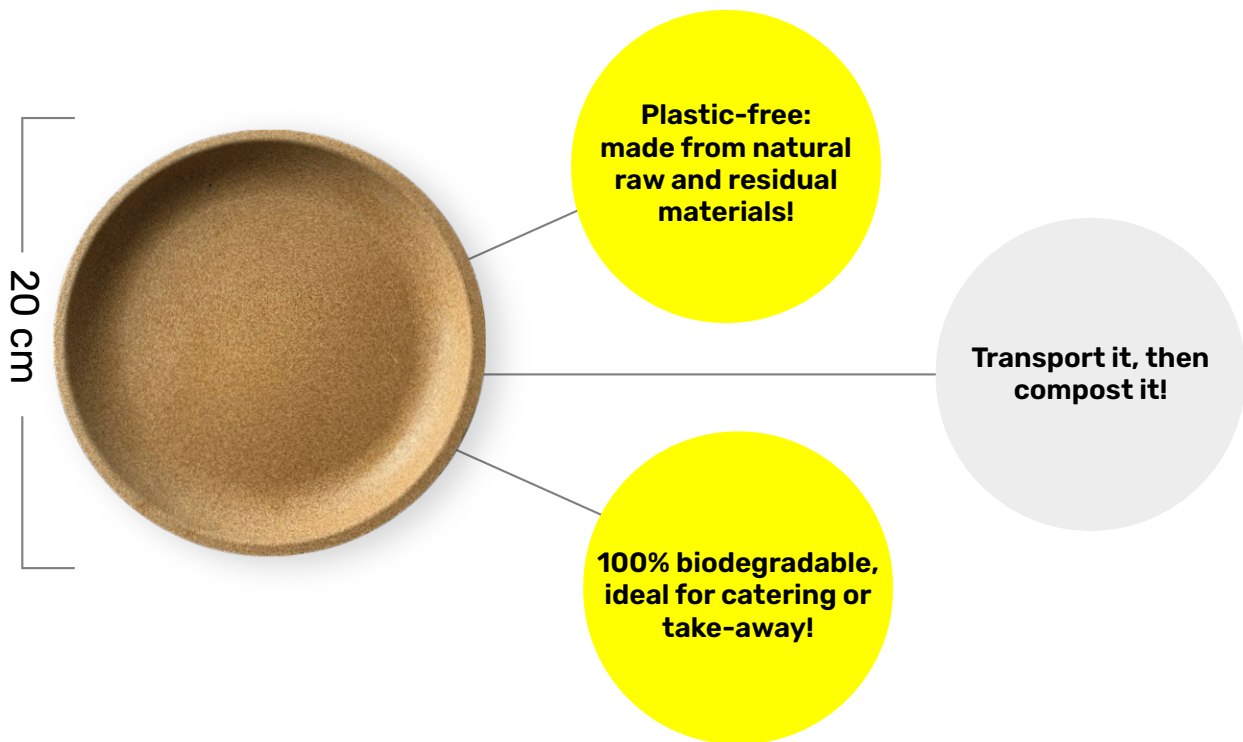 20 cm
Plastic-free:
made from natural
raw and residual
materials!
Transport it, then
compost it!
100% biodegradable,
ideal for catering or
take-away!